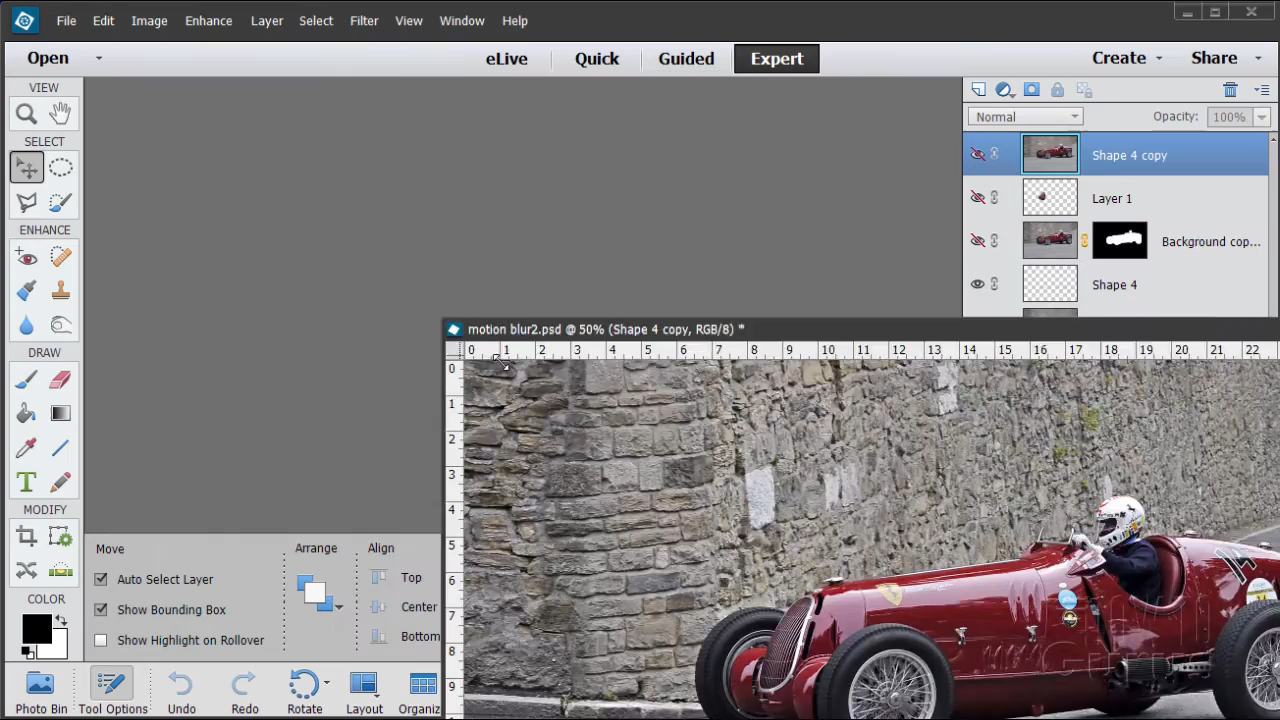 File Edit Image Enhance Layer Select Filter View Window Help
Open eLive Quick Guided Expert Create Share
VIEW
SELECT
ENHANCE
DRAW
T
MODIFY
COLOR
Normal Opacity: 100%
Shape 4 copy
Layer 1
Background cop...
Shape 4
motion blur2.psd @ 50% (Shape 4 copy, RGB/8) *
0 1 2 3 4 5 6 7 8 9 10 11 12 13 14 15 16 17 18 19 20 21 22
0
1
2
3
4
5
6
7
8
9
14
Move Arrange Align
Auto Select Layer Top
Show Bounding Box Center
Show Highlight on Rollover Bottom
Photo Bin Tool Options Undo Redo Rotate Layout Organiz